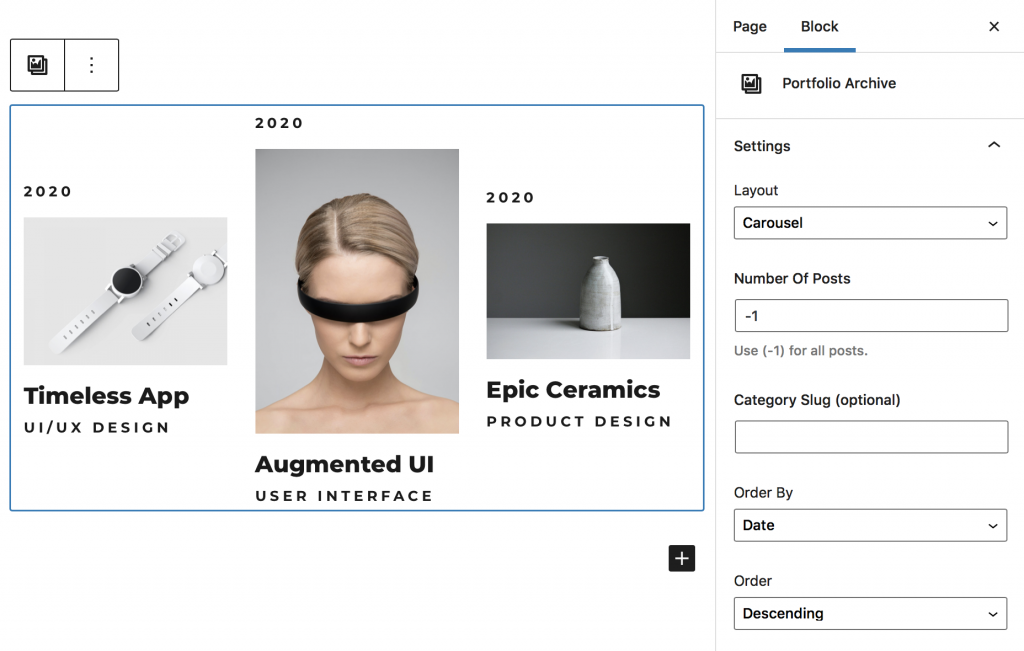 Page Block
Portfolio Archive
Settings
Layout
Carousel
Number Of Posts
-1
Use (-1) for all posts.
Category Slug (optional)
Order By
Date
Order
Descending
2020
Timeless App
UI/UX DESIGN
2020
Augmented UI
USER INTERFACE
2020
Epic Ceramics
PRODUCT DESIGN